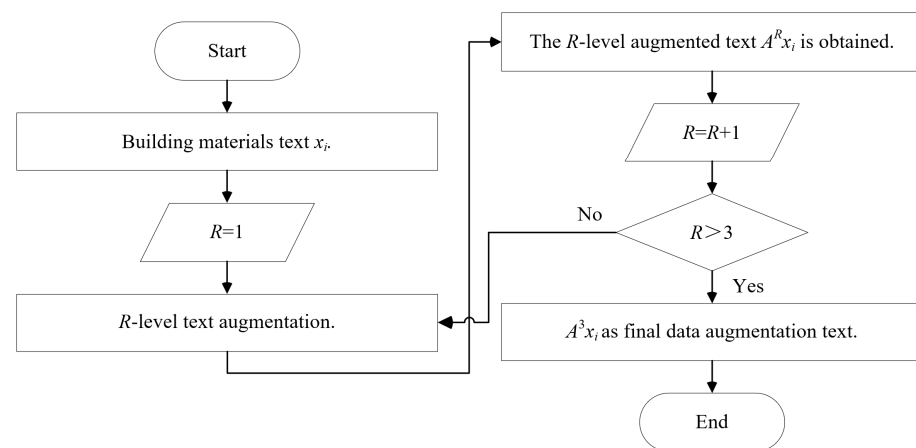 Start
Building materials text xᵢ.
R=1
R-level text augmentation.
The R-level augmented text Aᴿxᵢ is obtained.
R=R+1
R＞3
No
Yes
A³xᵢ as final data augmentation text.
End